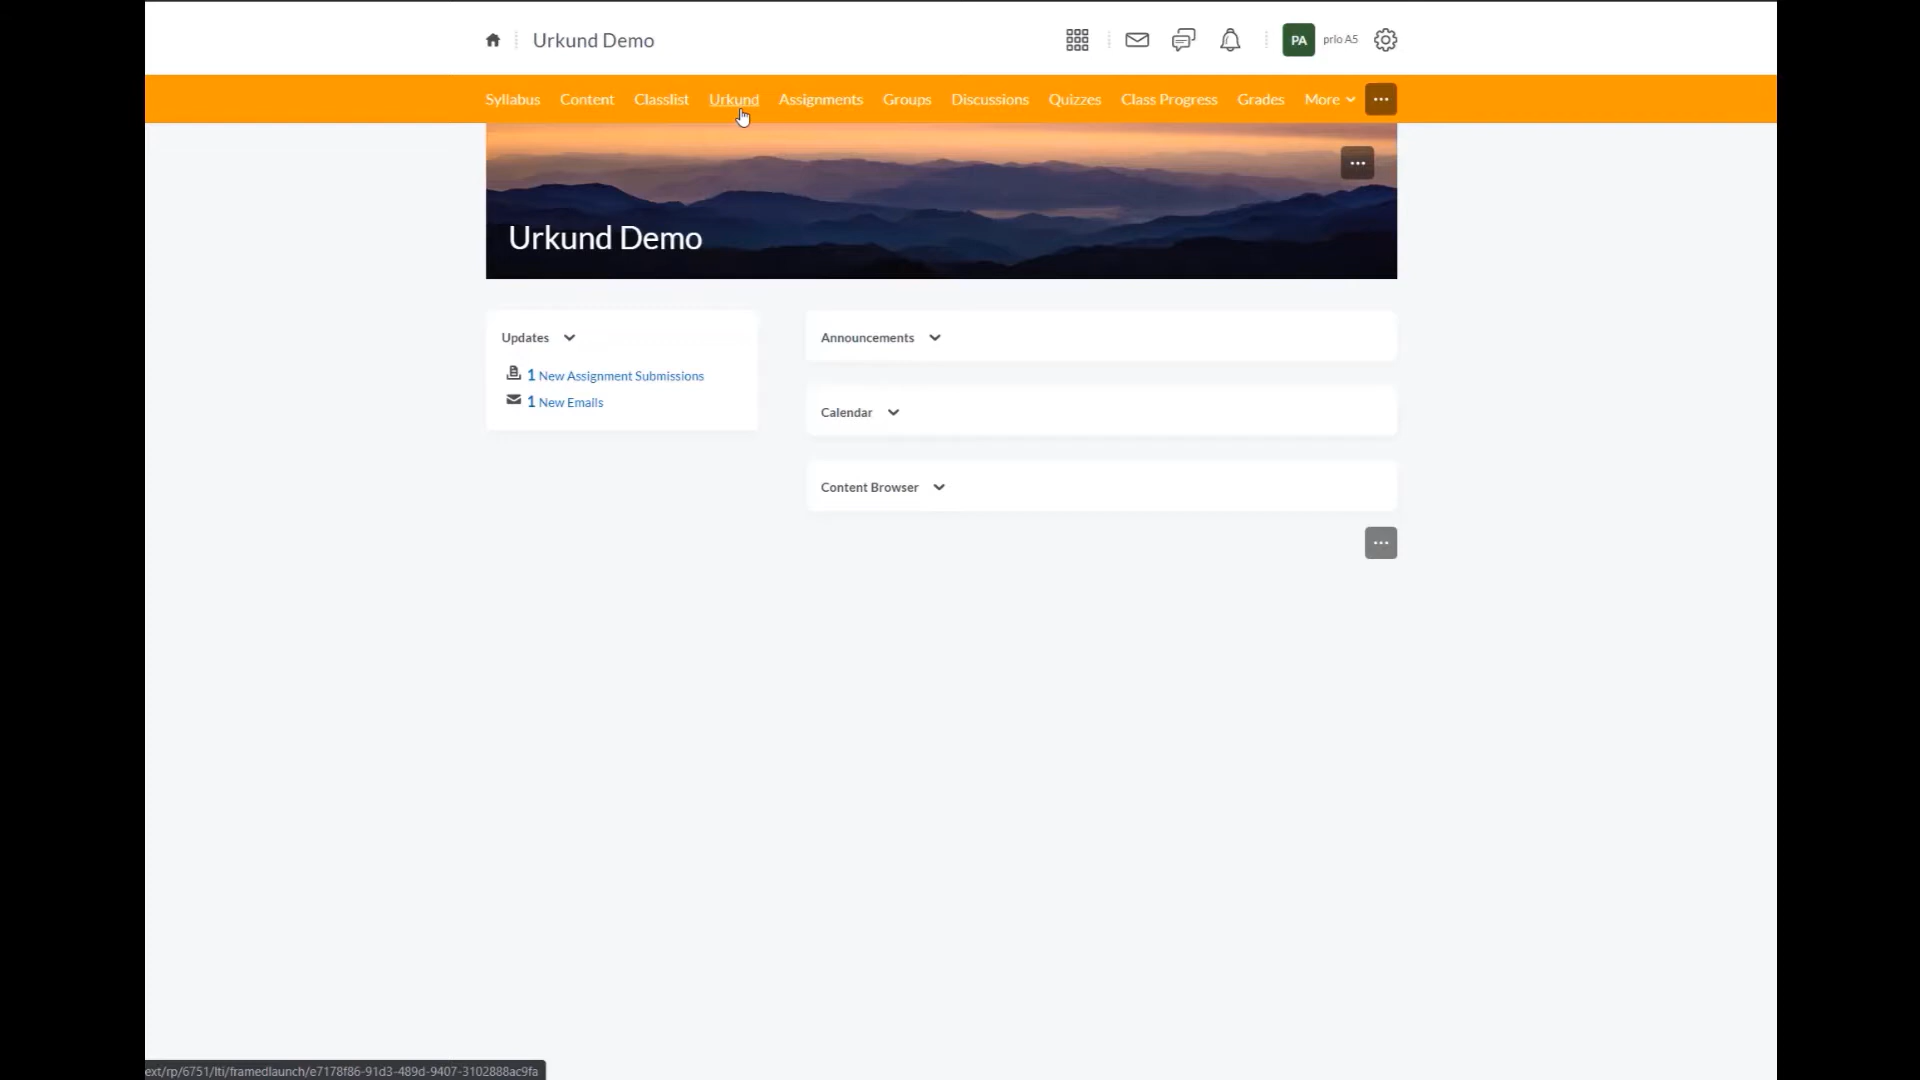 Urkund Demo
PA prlo A5
Syllabus Content Classlist Urkund Assignments Groups Discussions Quizzes Class Progress Grades More
Urkund Demo
Updates
1 New Assignment Submissions
1 New Emails
Announcements
Calendar
Content Browser
ext/rp/6751/lti/framedlaunch/e7178f86-91d3-489d-9407-3102888ac9fa